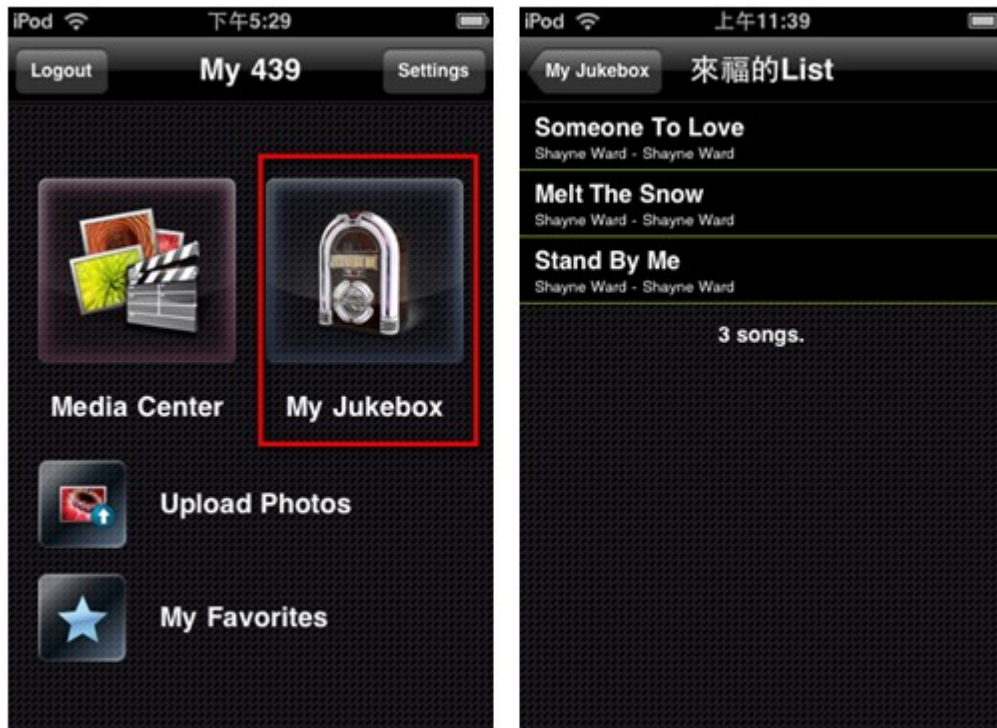 iPod 下午5:29
Logout My 439 Settings
Media Center My Jukebox
Upload Photos
My Favorites
iPod 上午11:39
My Jukebox 來福的List
Someone To Love
Shayne Ward - Shayne Ward
Melt The Snow
Shayne Ward - Shayne Ward
Stand By Me
Shayne Ward - Shayne Ward
3 songs.